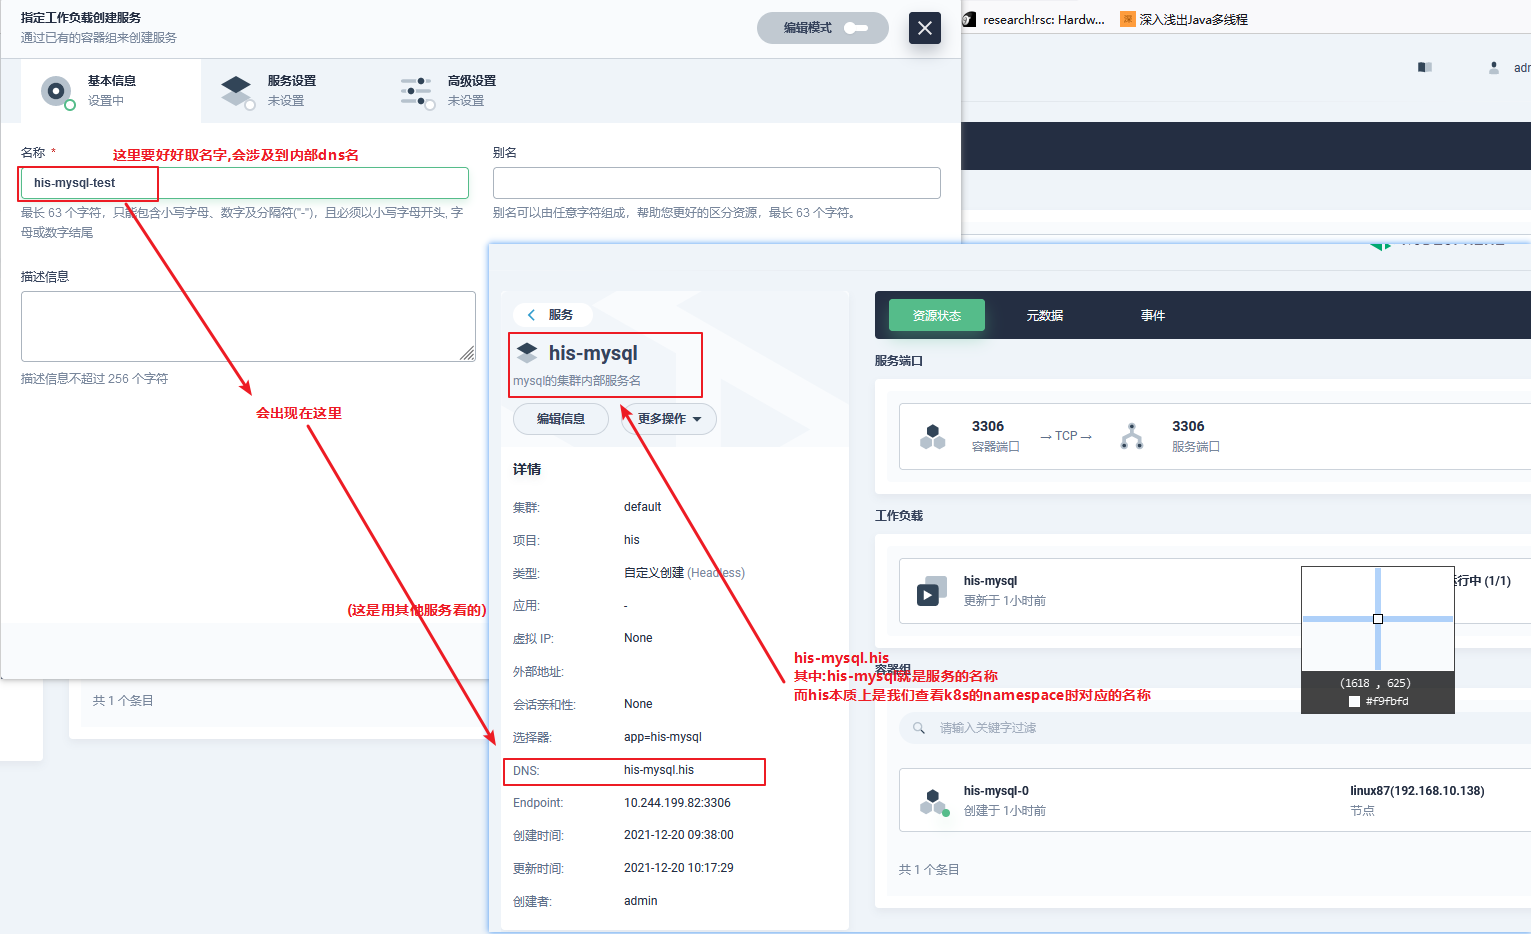 指定工作负载创建服务
通过已有的容器组来创建服务
编辑模式
research!rsc: Hardw...
深
深入浅出Java多线程
基本信息
设置中
服务设置
未设置
高级设置
未设置
adm
名称 *
这里要好好取名字,会涉及到内部dns名
别名
his-mysql-test
最长 63 个字符，只能包含小写字母、数字及分隔符("-")，且必须以小写字母开头, 字
母或数字结尾
别名可以由任意字符组成，帮助您更好的区分资源，最长 63 个字符。
描述信息
描述信息不超过 256 个字符
会出现在这里
(这是用其他服务看的)
共 1 个条目
服务
his-mysql
mysql的集群内部服务名
编辑信息
更多操作
详情
集群: default
项目: his
类型: 自定义创建 (Headless)
应用: -
虚拟 IP: None
外部地址:
会话亲和性: None
选择器: app=his-mysql
DNS: his-mysql.his
Endpoint: 10.244.199.82:3306
创建时间: 2021-12-20 09:38:00
更新时间: 2021-12-20 10:17:29
创建者: admin
资源状态
元数据
事件
服务端口
3306
容器端口
→ TCP →
3306
服务端口
工作负载
his-mysql
更新于 1小时前
运行中 (1/1)
his-mysql.his
其中:his-mysql就是服务的名称
而his本质上是我们查看k8s的namespace时对应的名称
容器组
(1618 , 625)
#f9fbfd
请输入关键字过滤
his-mysql-0
创建于 1小时前
linux87(192.168.10.138)
节点
共 1 个条目